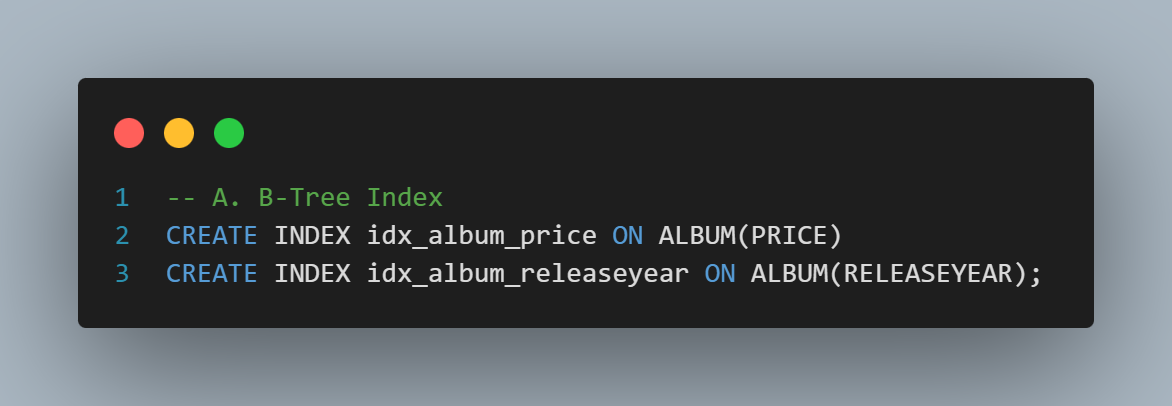 1 -- A. B-Tree Index
2 CREATE INDEX idx_album_price ON ALBUM(PRICE)
3 CREATE INDEX idx_album_releaseyear ON ALBUM(RELEASEYEAR);